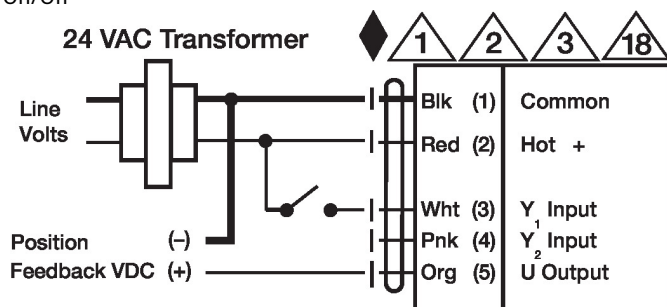 On/Off
24 VAC Transformer
1 2 3 18
Line
Volts
Blk (1) Common
Red (2) Hot +
Wht (3) Y1 Input
Pnk (4) Y2 Input
Org (5) U Output
Position (–)
Feedback VDC (+)